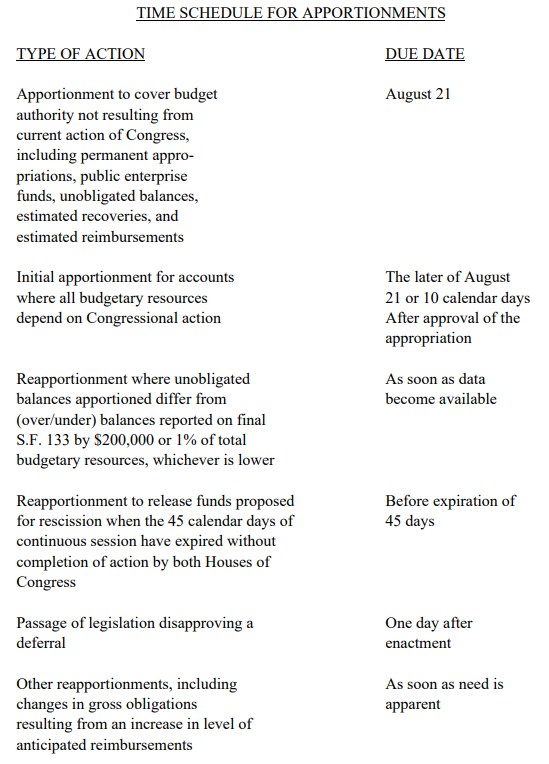 TIME SCHEDULE FOR APPORTIONMENTS
TYPE OF ACTION DUE DATE
Apportionment to cover budget August 21
authority not resulting from
current action of Congress,
including permanent appro-
priations, public enterprise
funds, unobligated balances,
estimated recoveries, and
estimated reimbursements
Initial apportionment for accounts The later of August
where all budgetary resources 21 or 10 calendar days
depend on Congressional action After approval of the
appropriation
Reapportionment where unobligated As soon as data
balances apportioned differ from become available
(over/under) balances reported on final
S.F. 133 by $200,000 or 1% of total
budgetary resources, whichever is lower
Reapportionment to release funds proposed Before expiration of
for rescission when the 45 calendar days of 45 days
continuous session have expired without
completion of action by both Houses of
Congress
Passage of legislation disapproving a One day after
deferral enactment
Other reapportionments, including As soon as need is
changes in gross obligations apparent
resulting from an increase in level of
anticipated reimbursements